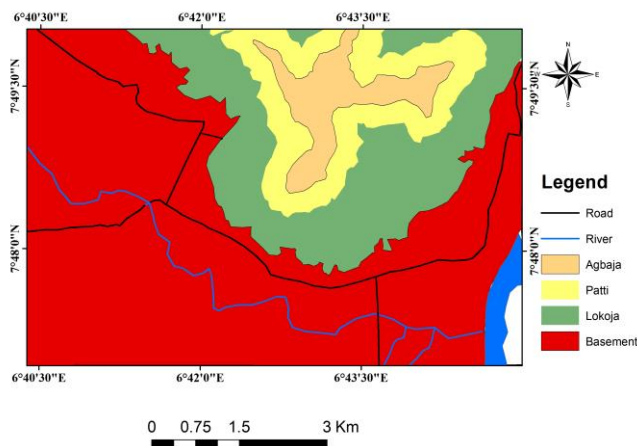 6°40'30"E 6°42'0"E 6°43'30"E
N
W E
S
7°49'30"N 7°49'30"N
7°48'0"N 7°48'0"N
Legend
Road
River
Agbaja
Patti
Lokoja
Basement
6°40'30"E 6°42'0"E 6°43'30"E
0 0.75 1.5 3 Km